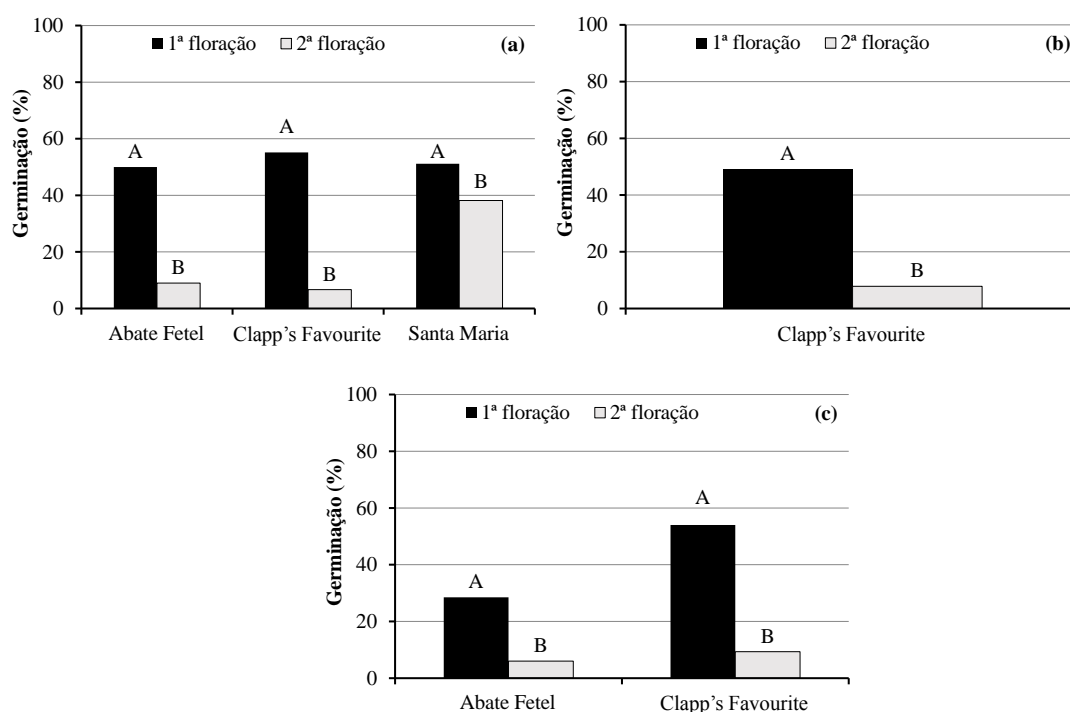 100
1ª floração 2ª floração
(a)
80
60
40
20
0
Germinação (%)
A
B
A
B
A
B
Abate Fetel Clapp’s Favourite Santa Maria
100
1ª floração 2ª floração
(b)
80
60
40
20
0
Germinação (%)
A
B
Clapp’s Favourite
100
1ª floração 2ª floração
(c)
80
60
40
20
0
Germinação (%)
A
B
A
B
Abate Fetel Clapp’s Favourite